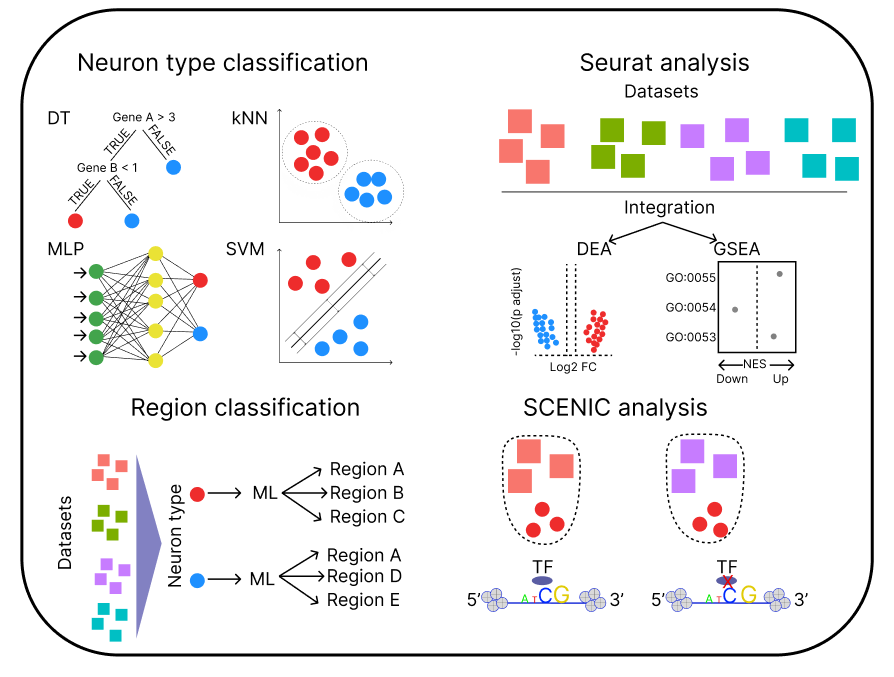 Neuron type classification
DT
Gene A > 3
TRUE
FALSE
Gene B < 1
TRUE
FALSE
kNN
MLP
SVM
Seurat analysis
Datasets
Integration
DEA
GSEA
-log10(p adjust)
Log2 FC
GO:0055
GO:0054
GO:0053
NES
Down
Up
Region classification
Datasets
Neuron type
ML
Region A
Region B
Region C
ML
Region A
Region D
Region E
SCENIC analysis
TF
5’
A T C G
3’
TF
X
5’
A T C G
3’